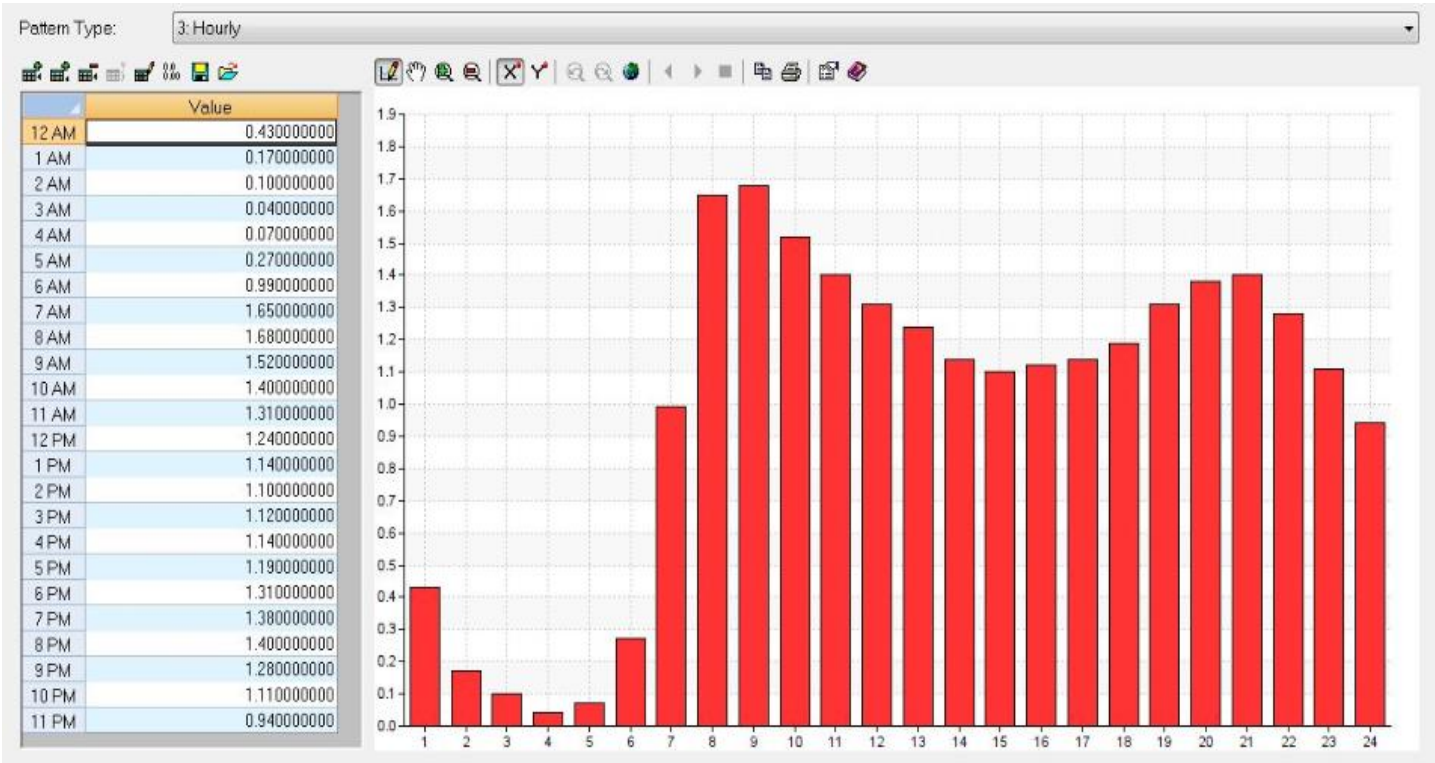 Pattern Type: 3: Hourly
Value
12 AM 0.430000000
1 AM 0.170000000
2 AM 0.100000000
3 AM 0.040000000
4 AM 0.070000000
5 AM 0.270000000
6 AM 0.990000000
7 AM 1.650000000
8 AM 1.680000000
9 AM 1.520000000
10 AM 1.400000000
11 AM 1.310000000
12 PM 1.240000000
1 PM 1.140000000
2 PM 1.100000000
3 PM 1.120000000
4 PM 1.140000000
5 PM 1.190000000
6 PM 1.310000000
7 PM 1.380000000
8 PM 1.400000000
9 PM 1.280000000
10 PM 1.110000000
11 PM 0.940000000
1.9
1.8
1.7
1.6
1.5
1.4
1.3
1.2
1.1
1.0
0.9
0.8
0.7
0.6
0.5
0.4
0.3
0.2
0.1
0.0
1 2 3 4 5 6 7 8 9 10 11 12 13 14 15 16 17 18 19 20 21 22 23 24